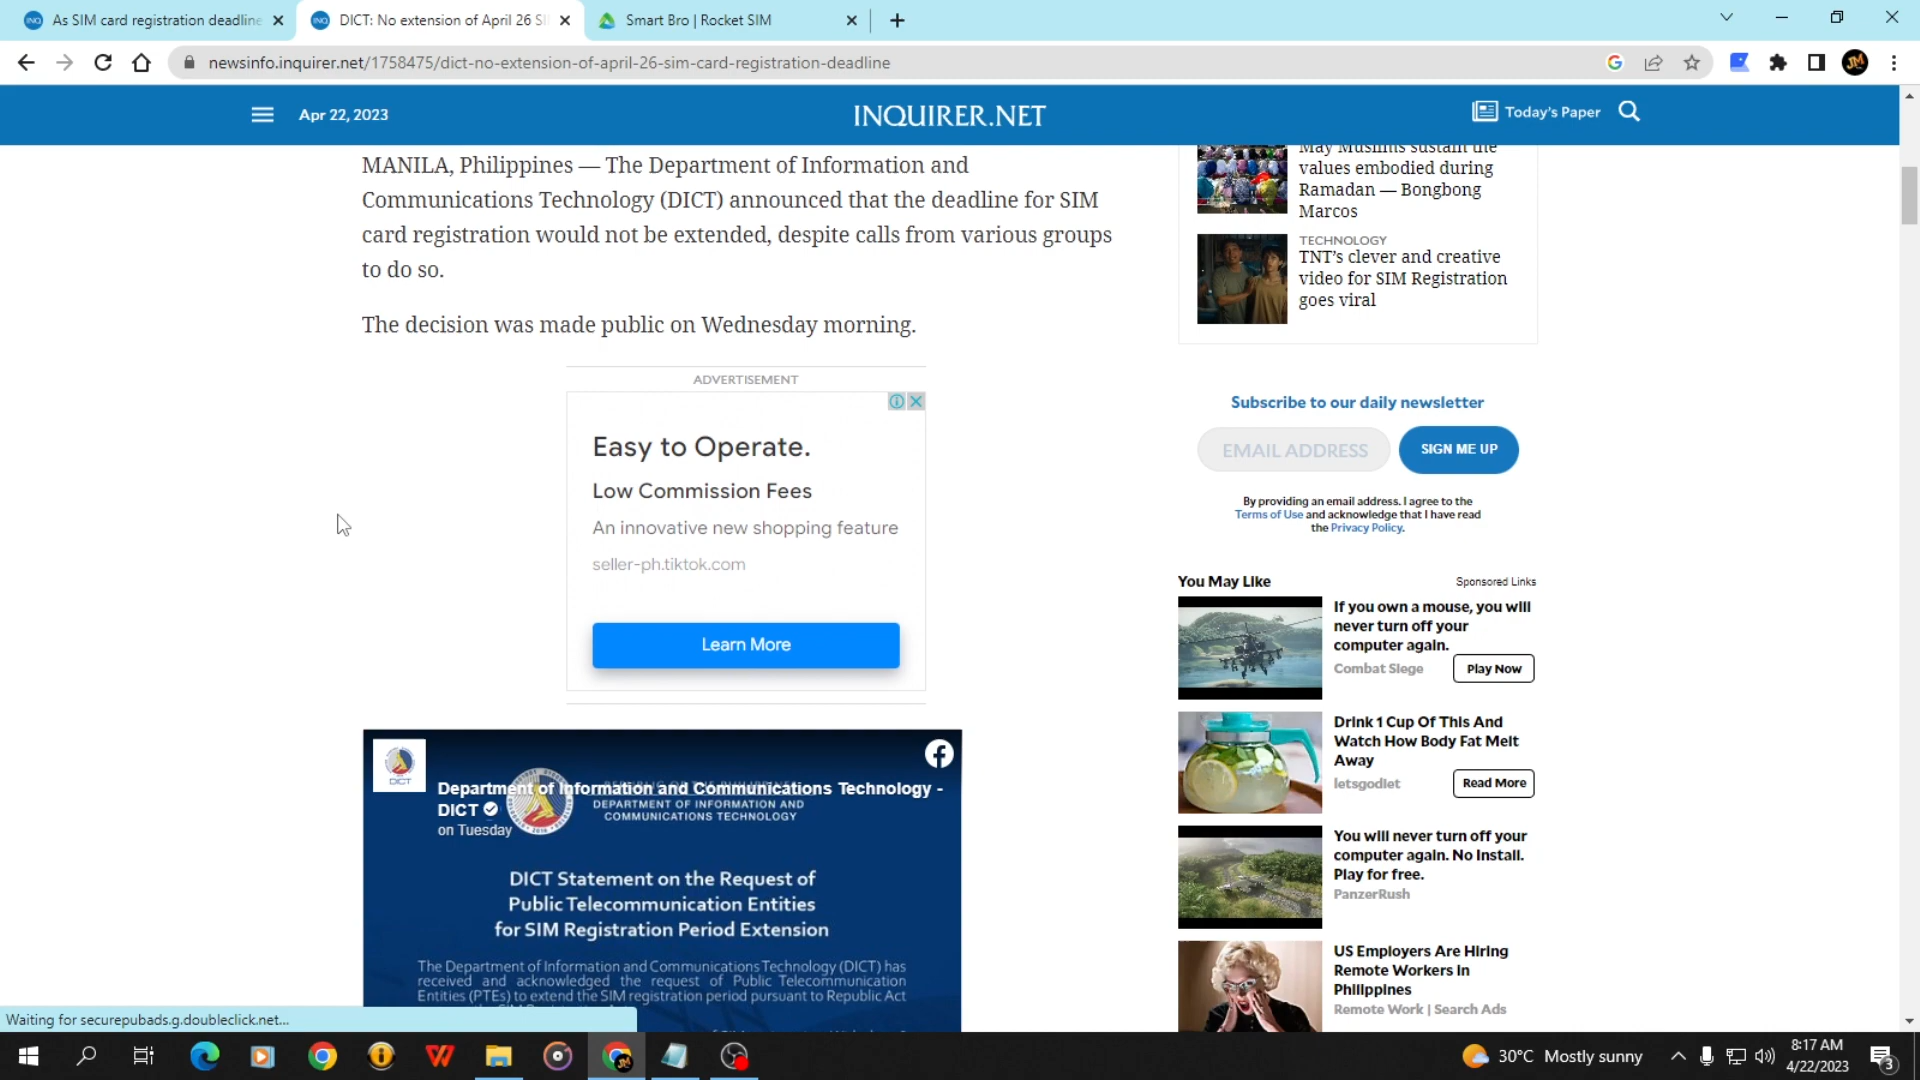 As SIM card registration deadline
DICT: No extension of April 26 SI
Smart Bro | Rocket SIM
newsinfo.inquirer.net/1758475/dict-no-extension-of-april-26-sim-card-registration-deadline
Apr 22, 2023
INQUIRER.NET
Today's Paper
MANILA, Philippines — The Department of Information and
Communications Technology (DICT) announced that the deadline for SIM
card registration would not be extended, despite calls from various groups
to do so.
The decision was made public on Wednesday morning.
ADVERTISEMENT
Easy to Operate.
Low Commission Fees
An innovative new shopping feature
seller-ph.tiktok.com
Learn More
DICT
Department of Information and Communications Technology -
DICT
on Tuesday
REPUBLIC OF THE PHILIPPINES
DEPARTMENT OF INFORMATION AND
COMMUNICATIONS TECHNOLOGY
DICT Statement on the Request of
Public Telecommunication Entities
for SIM Registration Period Extension
The Department of Information and Communications Technology (DICT) has
received and acknowledged the request of Public Telecommunication
Entities (PTEs) to extend the SIM registration period pursuant to Republic Act
May Muslims sustain the
values embodied during
Ramadan — Bongbong
Marcos
TECHNOLOGY
TNT's clever and creative
video for SIM Registration
goes viral
Subscribe to our daily newsletter
EMAIL ADDRESS
SIGN ME UP
By providing an email address. I agree to the
Terms of Use and acknowledge that I have read
the Privacy Policy.
You May Like
Sponsored Links
If you own a mouse, you will
never turn off your
computer again.
Combat Siege
Play Now
Drink 1 Cup Of This And
Watch How Body Fat Melt
Away
letsgodiet
Read More
You will never turn off your
computer again. No Install.
Play for free.
PanzerRush
US Employers Are Hiring
Remote Workers In
Philippines
Remote Work | Search Ads
Waiting for securepubads.g.doubleclick.net...
30°C Mostly sunny
8:17 AM
4/22/2023
3